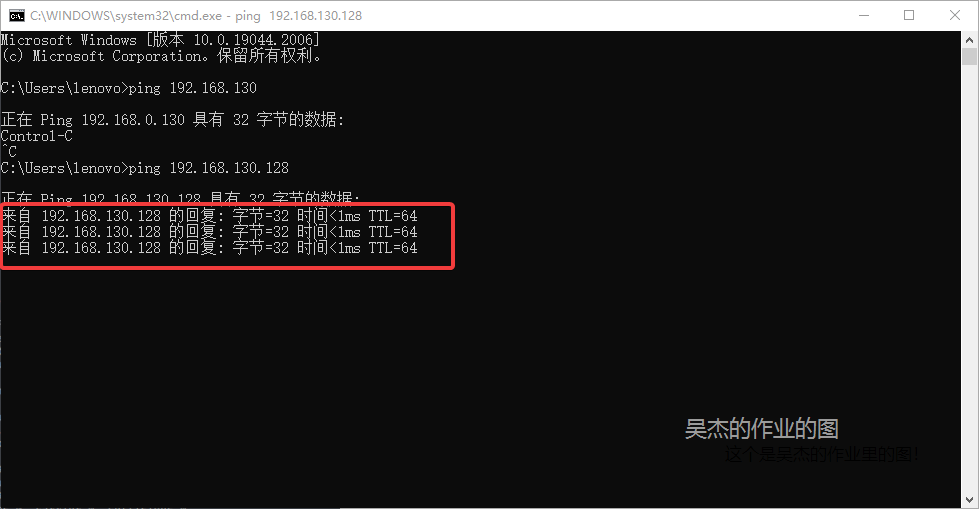 C:\WINDOWS\system32\cmd.exe - ping 192.168.130.128
Microsoft Windows [版本 10.0.19044.2006]
(c) Microsoft Corporation。保留所有权利。
C:\Users\lenovo>ping 192.168.130
正在 Ping 192.168.0.130 具有 32 字节的数据:
Control-C
^C
C:\Users\lenovo>ping 192.168.130.128
正在 Ping 192.168.130.128 具有 32 字节的数据:
来自 192.168.130.128 的回复: 字节=32 时间<1ms TTL=64
来自 192.168.130.128 的回复: 字节=32 时间<1ms TTL=64
来自 192.168.130.128 的回复: 字节=32 时间<1ms TTL=64
吴杰的作业的图
这个是吴杰的作业里的图!